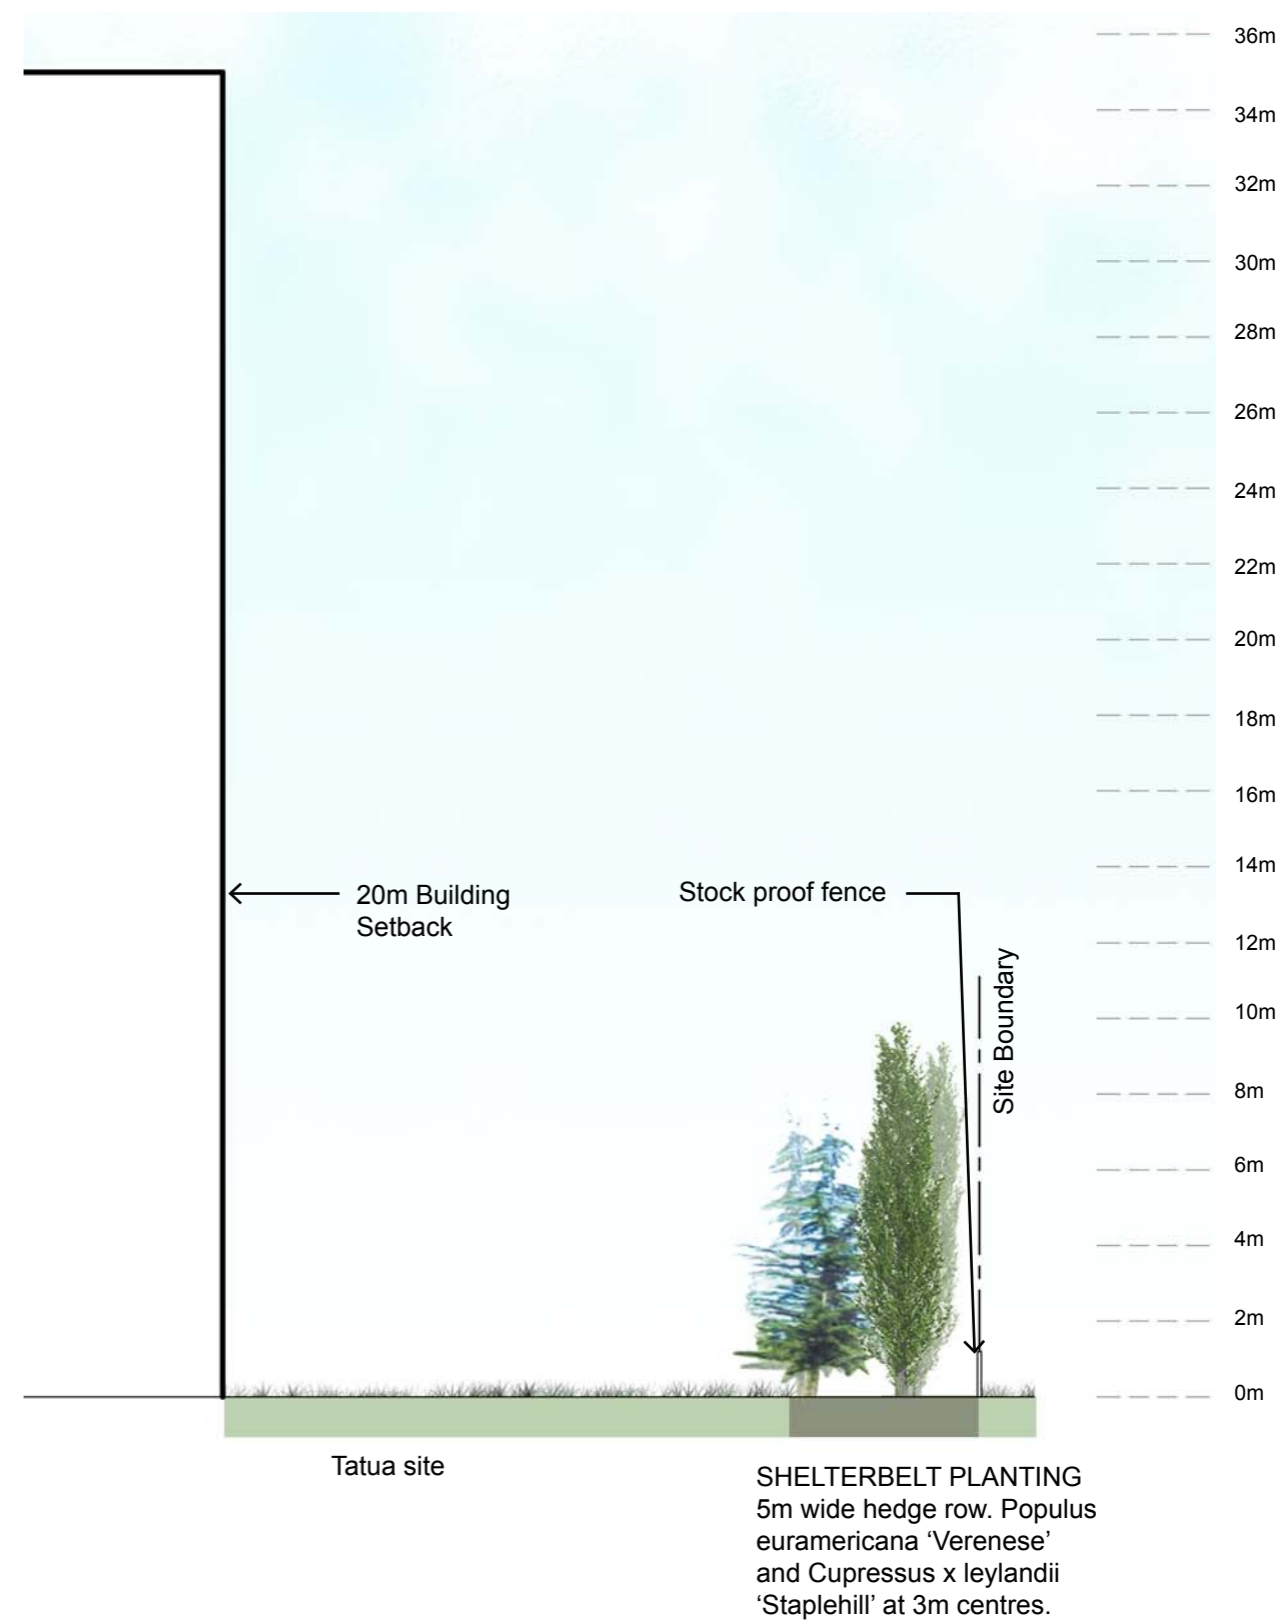 36m
34m
32m
30m
28m
26m
24m
22m
20m
18m
16m
14m
20m Building
Setback
Stock proof fence
12m
Site Boundary
10m
8m
6m
4m
2m
0m
Tatua site
SHELTERBELT PLANTING
5m wide hedge row. Populus
euramericana ‘Verenese’
and Cupressus x leylandii
‘Staplehill’ at 3m centres.